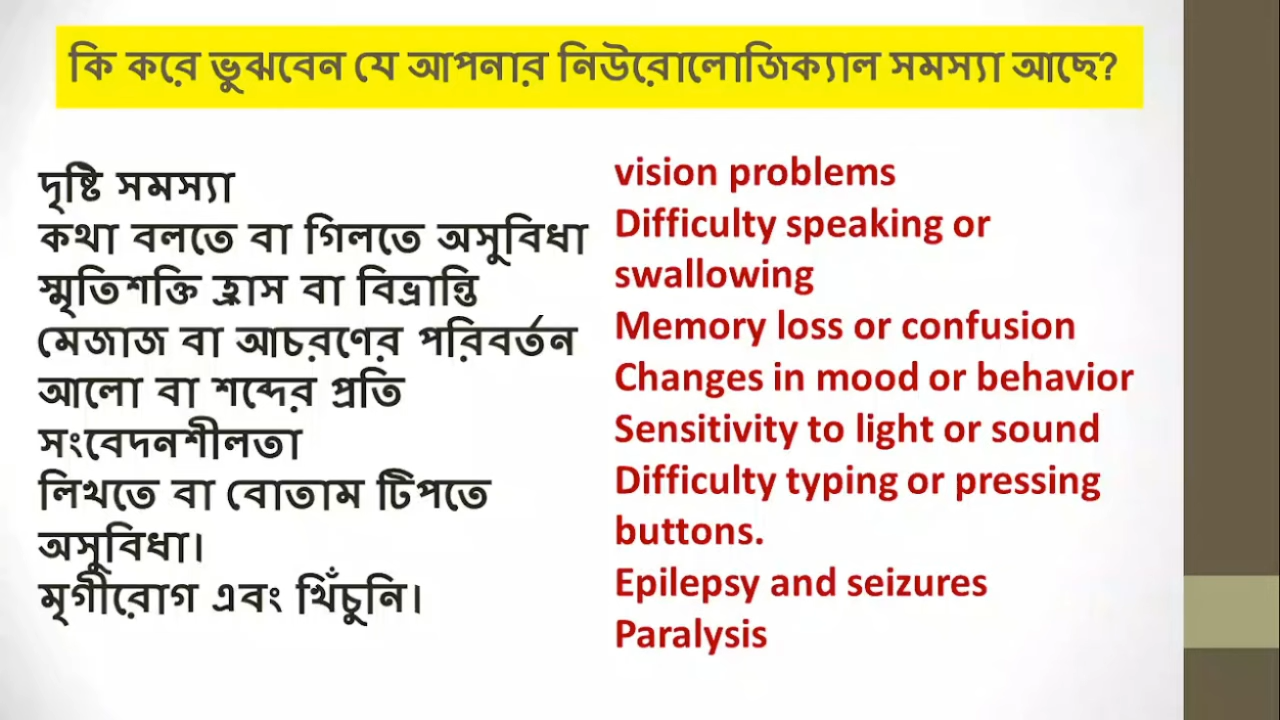 কি করে ভুঝবেন যে আপনার নিউরোলোজিক্যাল সমস্যা আছে?
দৃষ্টি সমস্যা
কথা বলতে বা গিলতে অসুবিধা
স্মৃতিশক্তি হ্রাস বা বিভ্রান্তি
মেজাজ বা আচরণের পরিবর্তন
আলো বা শব্দের প্রতি
সংবেদনশীলতা
লিখতে বা বোতাম টিপতে
অসুবিধা।
মৃগীরোগ এবং খিঁচুনি।
vision problems
Difficulty speaking or
swallowing
Memory loss or confusion
Changes in mood or behavior
Sensitivity to light or sound
Difficulty typing or pressing
buttons.
Epilepsy and seizures
Paralysis